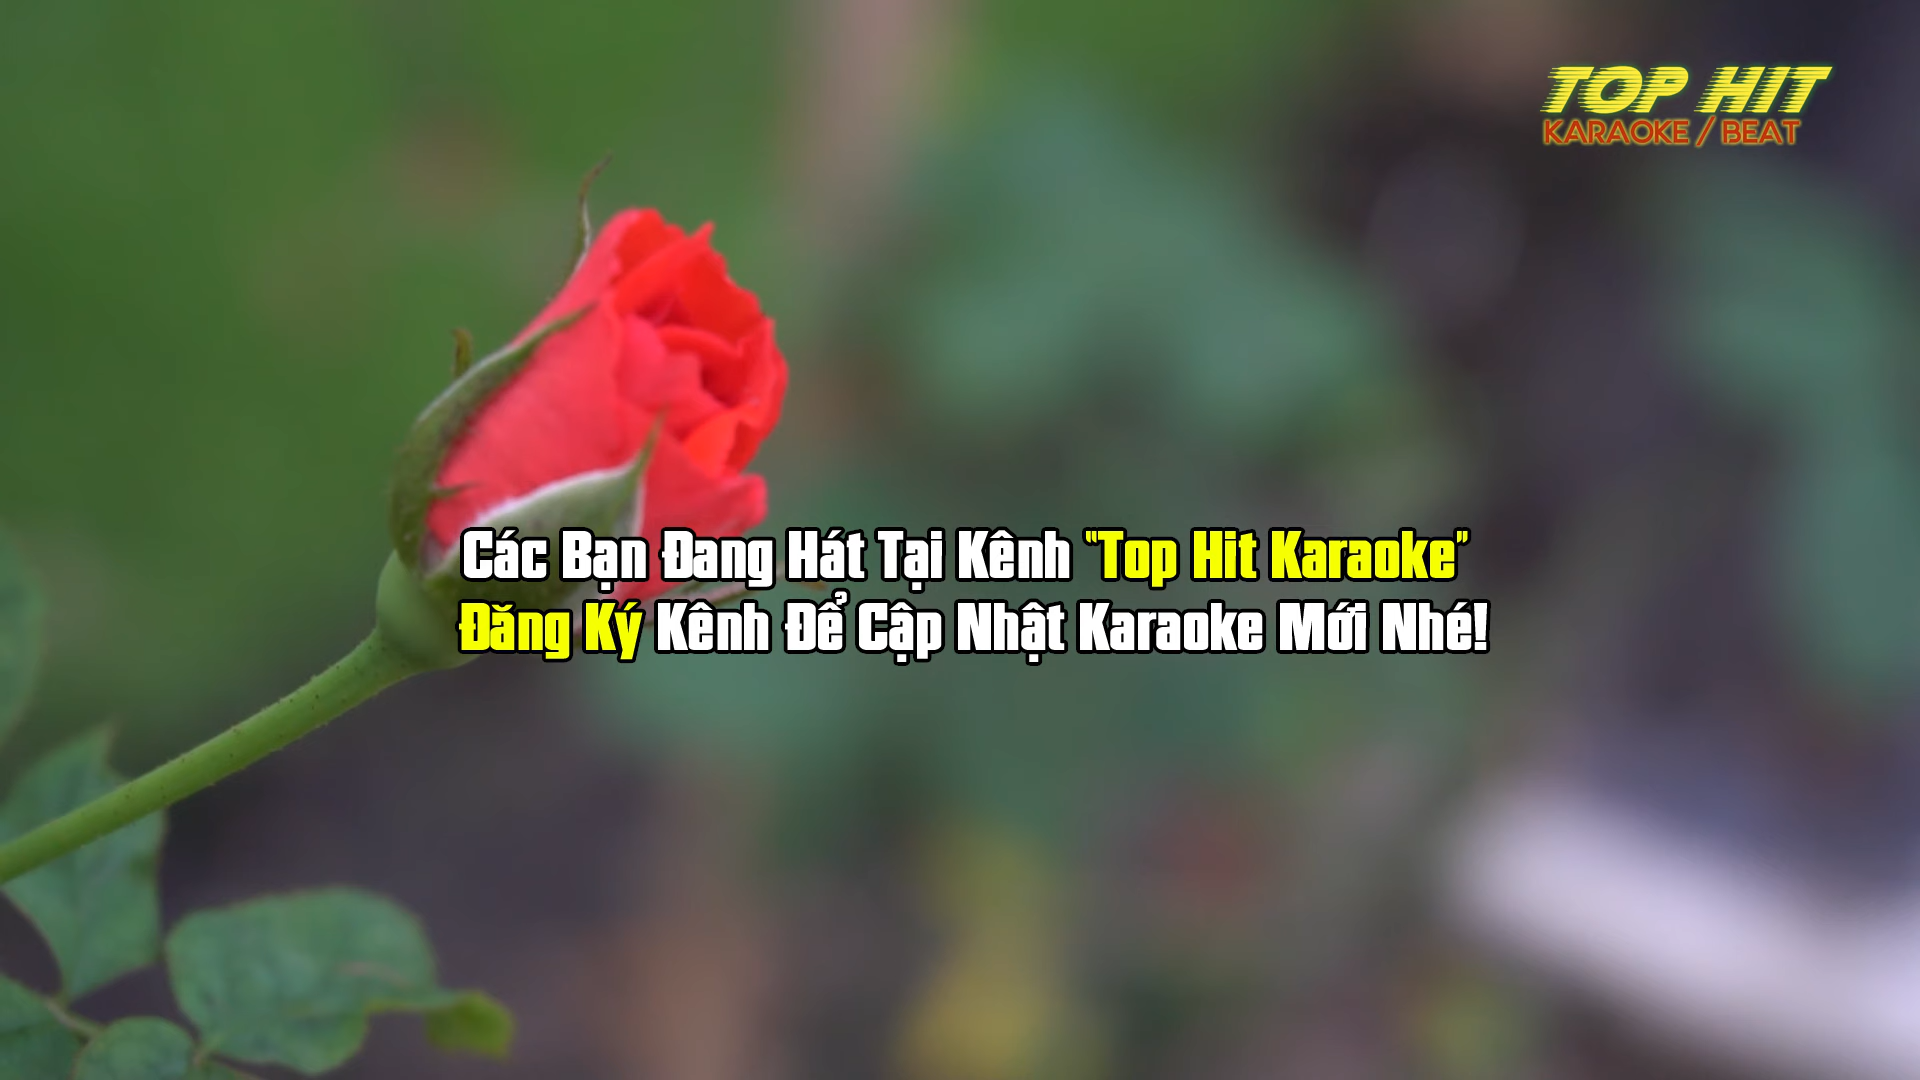 TOP HIT
KARAOKE / BEAT
Các Bạn Đang Hát Tại Kênh "Top Hit Karaoke"
Đăng Ký Kênh Để Cập Nhật Karaoke Mới Nhé!